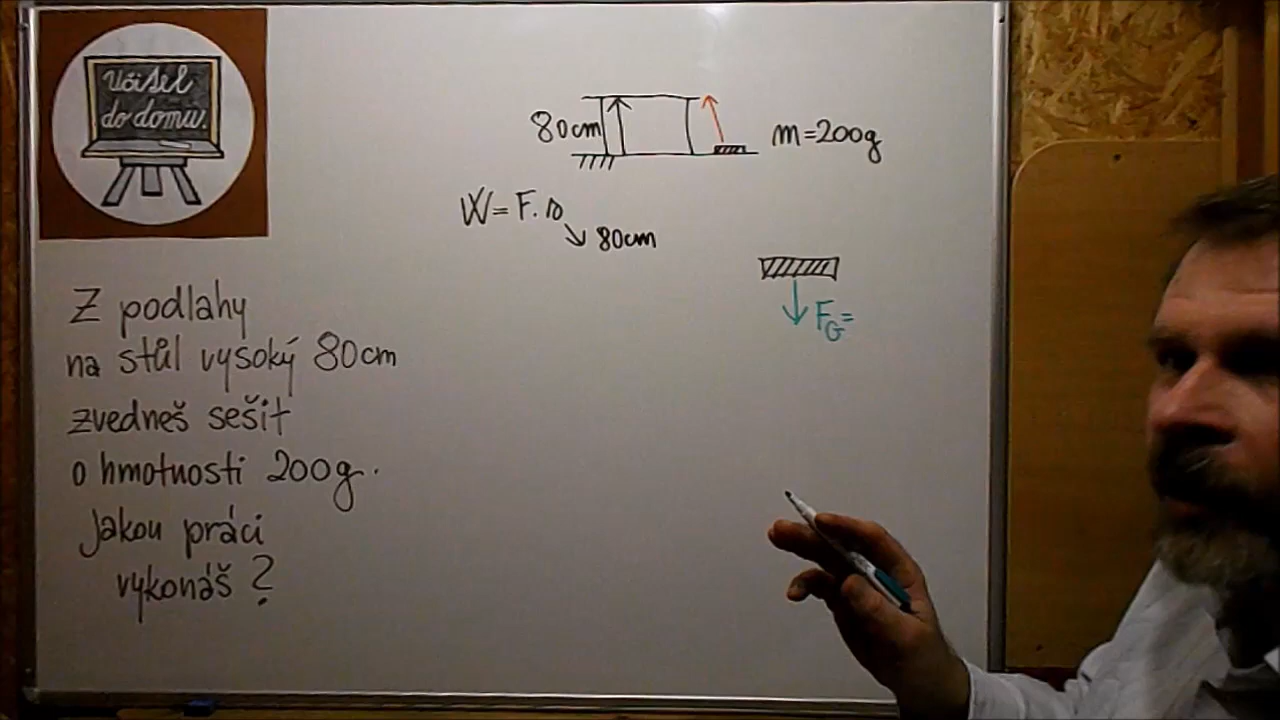 Učitel
do domu.
80cm
m=200g
W=F.s
80cm
F_G=
Z podlahy
na stůl vysoký 80cm
zvedneš sešit
o hmotnosti 200g.
Jakou práci
vykonáš?